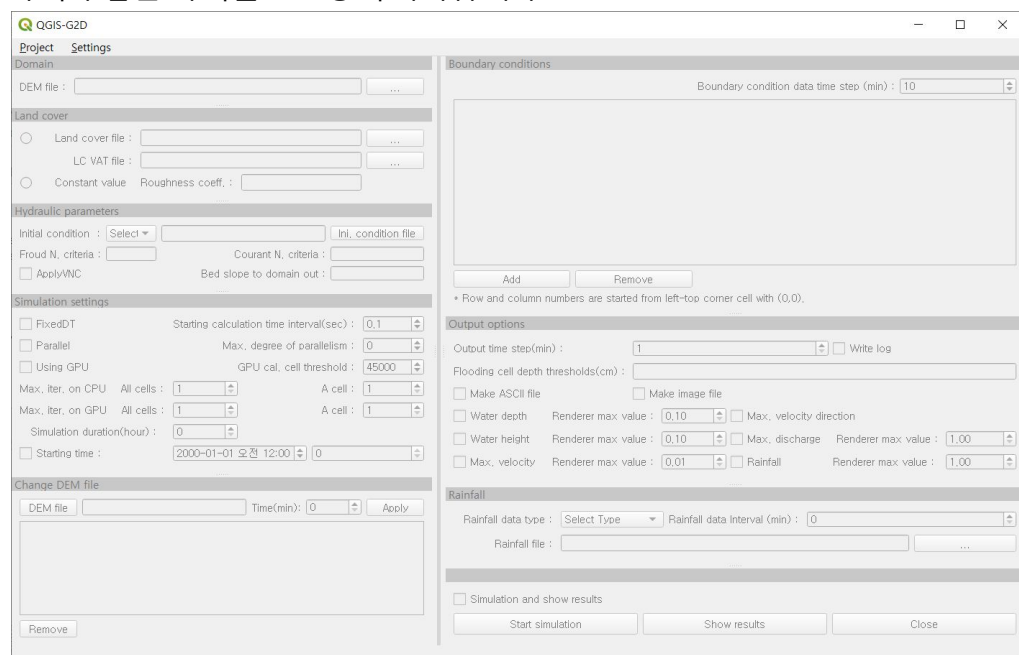 QGIS-G2D
Project Settings
Domain
DEM file :
...
Land cover
Land cover file :
...
LC VAT file :
...
Constant value Roughness coeff. :
Hydraulic parameters
Initial condition : Select Ini. condition file
Froud N. criteria : Courant N. criteria :
ApplyVNC Bed slope to domain out :
Simulation settings
FixedDT Starting calculation time interval(sec) : 0.1
Parallel Max. degree of parallelism : 0
Using GPU GPU cal. cell threshold : 45000
Max. iter. on CPU All cells : 1 A cell : 1
Max. iter. on GPU All cells : 1 A cell : 1
Simulation duration(hour) : 0
Starting time : 2000-01-01 오전 12:00 0
Change DEM file
DEM file Time(min): 0 Apply
Remove
Boundary conditions
Boundary condition data time step (min) : 10
Add Remove
* Row and column numbers are started from left-top corner cell with (0,0).
Output options
Output time step(min) : 1 Write log
Flooding cell depth thresholds(cm) :
Make ASCII file Make image file
Water depth Renderer max value : 0.10 Max. velocity direction
Water height Renderer max value : 0.10 Max. discharge Renderer max value : 1.00
Max. velocity Renderer max value : 0.01 Rainfall Renderer max value : 1.00
Rainfall
Rainfall data type : Select Type Rainfall data Interval (min) : 0
Rainfall file : ...
Simulation and show results
Start simulation Show results Close